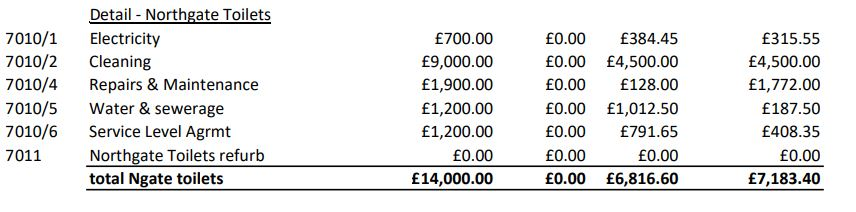 Detail - Northgate Toilets
7010/1 Electricity £700.00 £0.00 £384.45 £315.55
7010/2 Cleaning £9,000.00 £0.00 £4,500.00 £4,500.00
7010/4 Repairs & Maintenance £1,900.00 £0.00 £128.00 £1,772.00
7010/5 Water & sewerage £1,200.00 £0.00 £1,012.50 £187.50
7010/6 Service Level Agrmt £1,200.00 £0.00 £791.65 £408.35
7011 Northgate Toilets refurb £0.00 £0.00 £0.00 £0.00
total Ngate toilets £14,000.00 £0.00 £6,816.60 £7,183.40